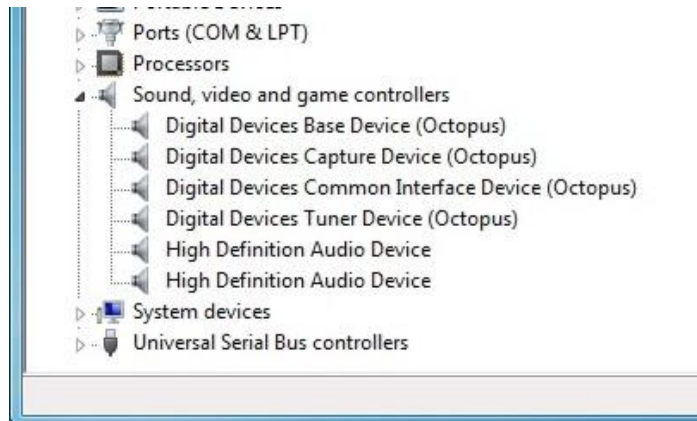 Ports (COM & LPT)
Processors
Sound, video and game controllers
Digital Devices Base Device (Octopus)
Digital Devices Capture Device (Octopus)
Digital Devices Common Interface Device (Octopus)
Digital Devices Tuner Device (Octopus)
High Definition Audio Device
High Definition Audio Device
System devices
Universal Serial Bus controllers